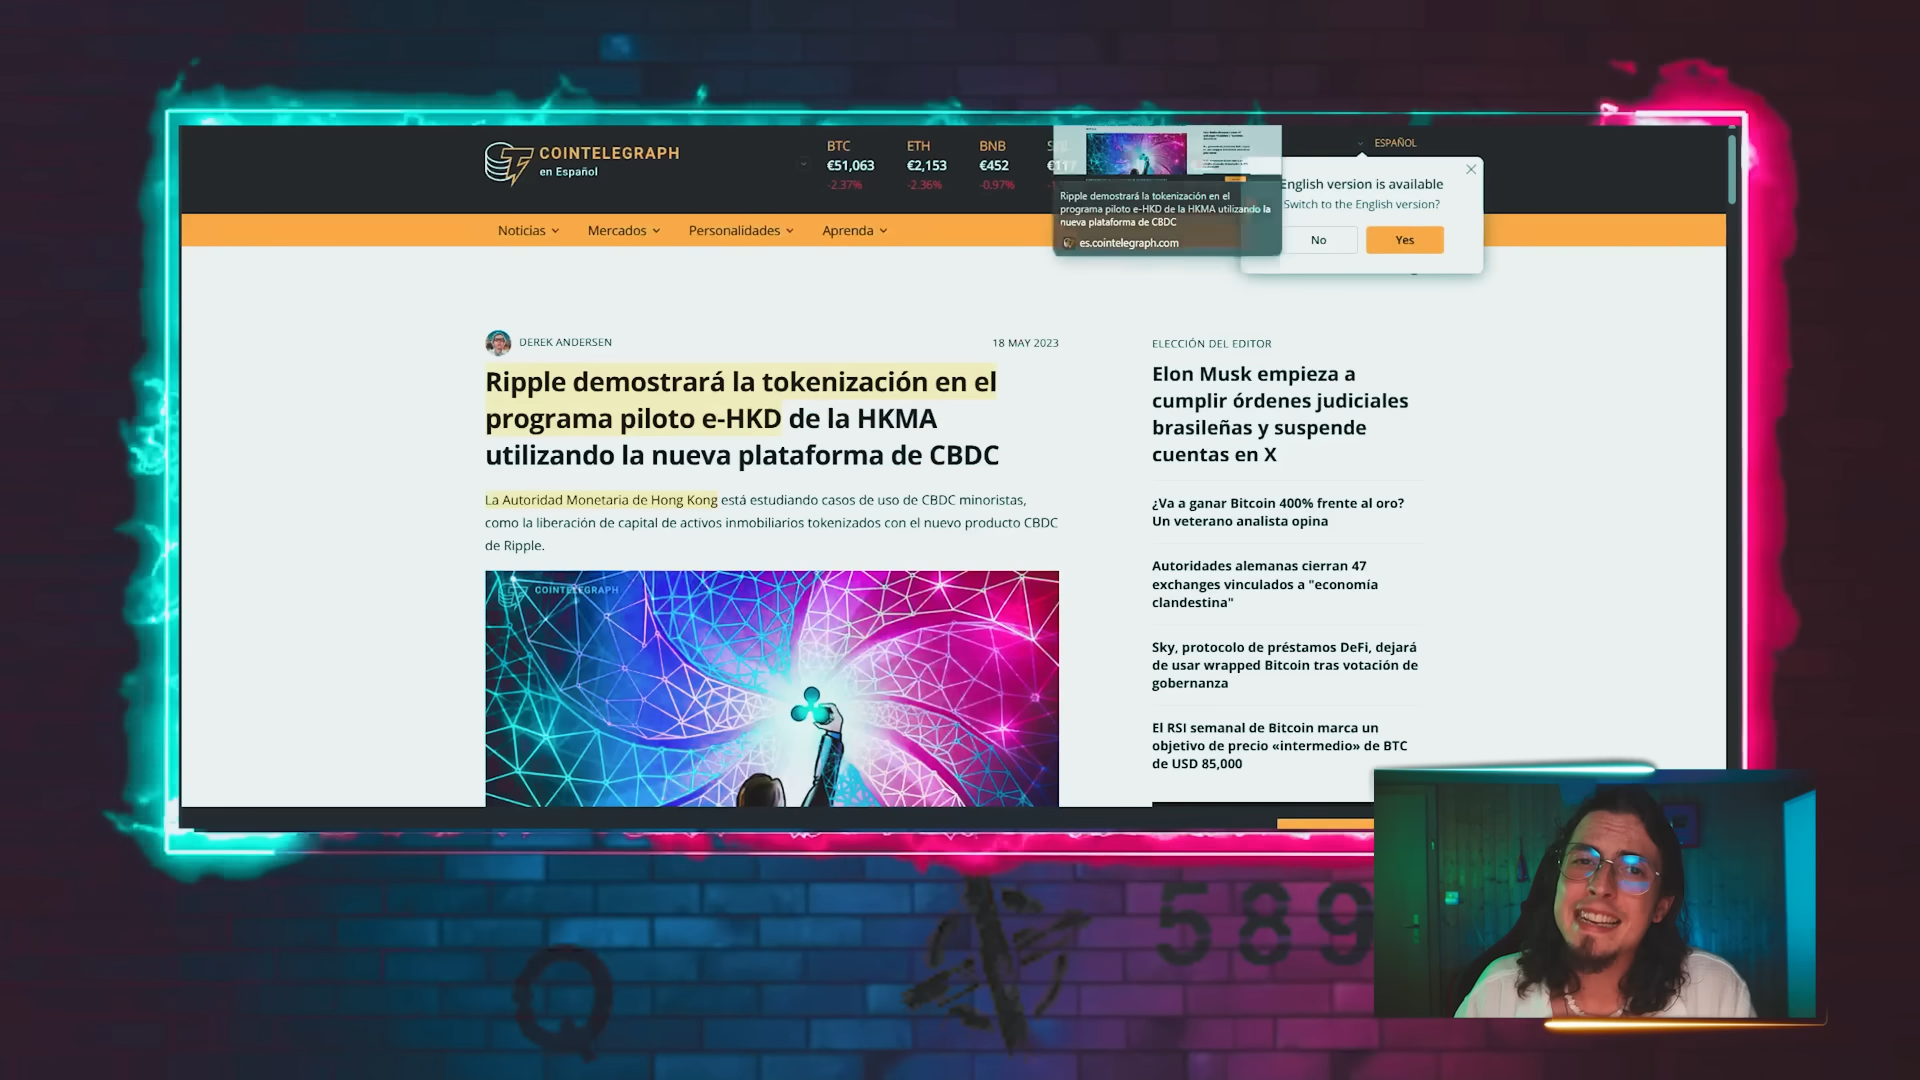 COINTELEGRAPH
en Español
BTC
€51,063
-2.37%
ETH
€2,153
-2.36%
BNB
€452
-0.97%
Ripple demostrará la tokenización en el
programa piloto e-HKD de la HKMA utilizando la
nueva plataforma de CBDC
es.cointelegraph.com
ESPAÑOL
English version is available
Switch to the English version?
No
Yes
Noticias
Mercados
Personalidades
Aprenda
DEREK ANDERSEN
18 MAY 2023
Ripple demostrará la tokenización en el
programa piloto e-HKD de la HKMA
utilizando la nueva plataforma de CBDC
La Autoridad Monetaria de Hong Kong está estudiando casos de uso de CBDC minoristas,
como la liberación de capital de activos inmobiliarios tokenizados con el nuevo producto CBDC
de Ripple.
COINTELEGRAPH
ELECCIÓN DEL EDITOR
Elon Musk empieza a
cumplir órdenes judiciales
brasileñas y suspende
cuentas en X
¿Va a ganar Bitcoin 400% frente al oro?
Un veterano analista opina
Autoridades alemanas cierran 47
exchanges vinculados a "economía
clandestina"
Sky, protocolo de préstamos DeFi, dejará
de usar wrapped Bitcoin tras votación de
gobernanza
El RSI semanal de Bitcoin marca un
objetivo de precio «intermedio» de BTC
de USD 85,000
589
Q